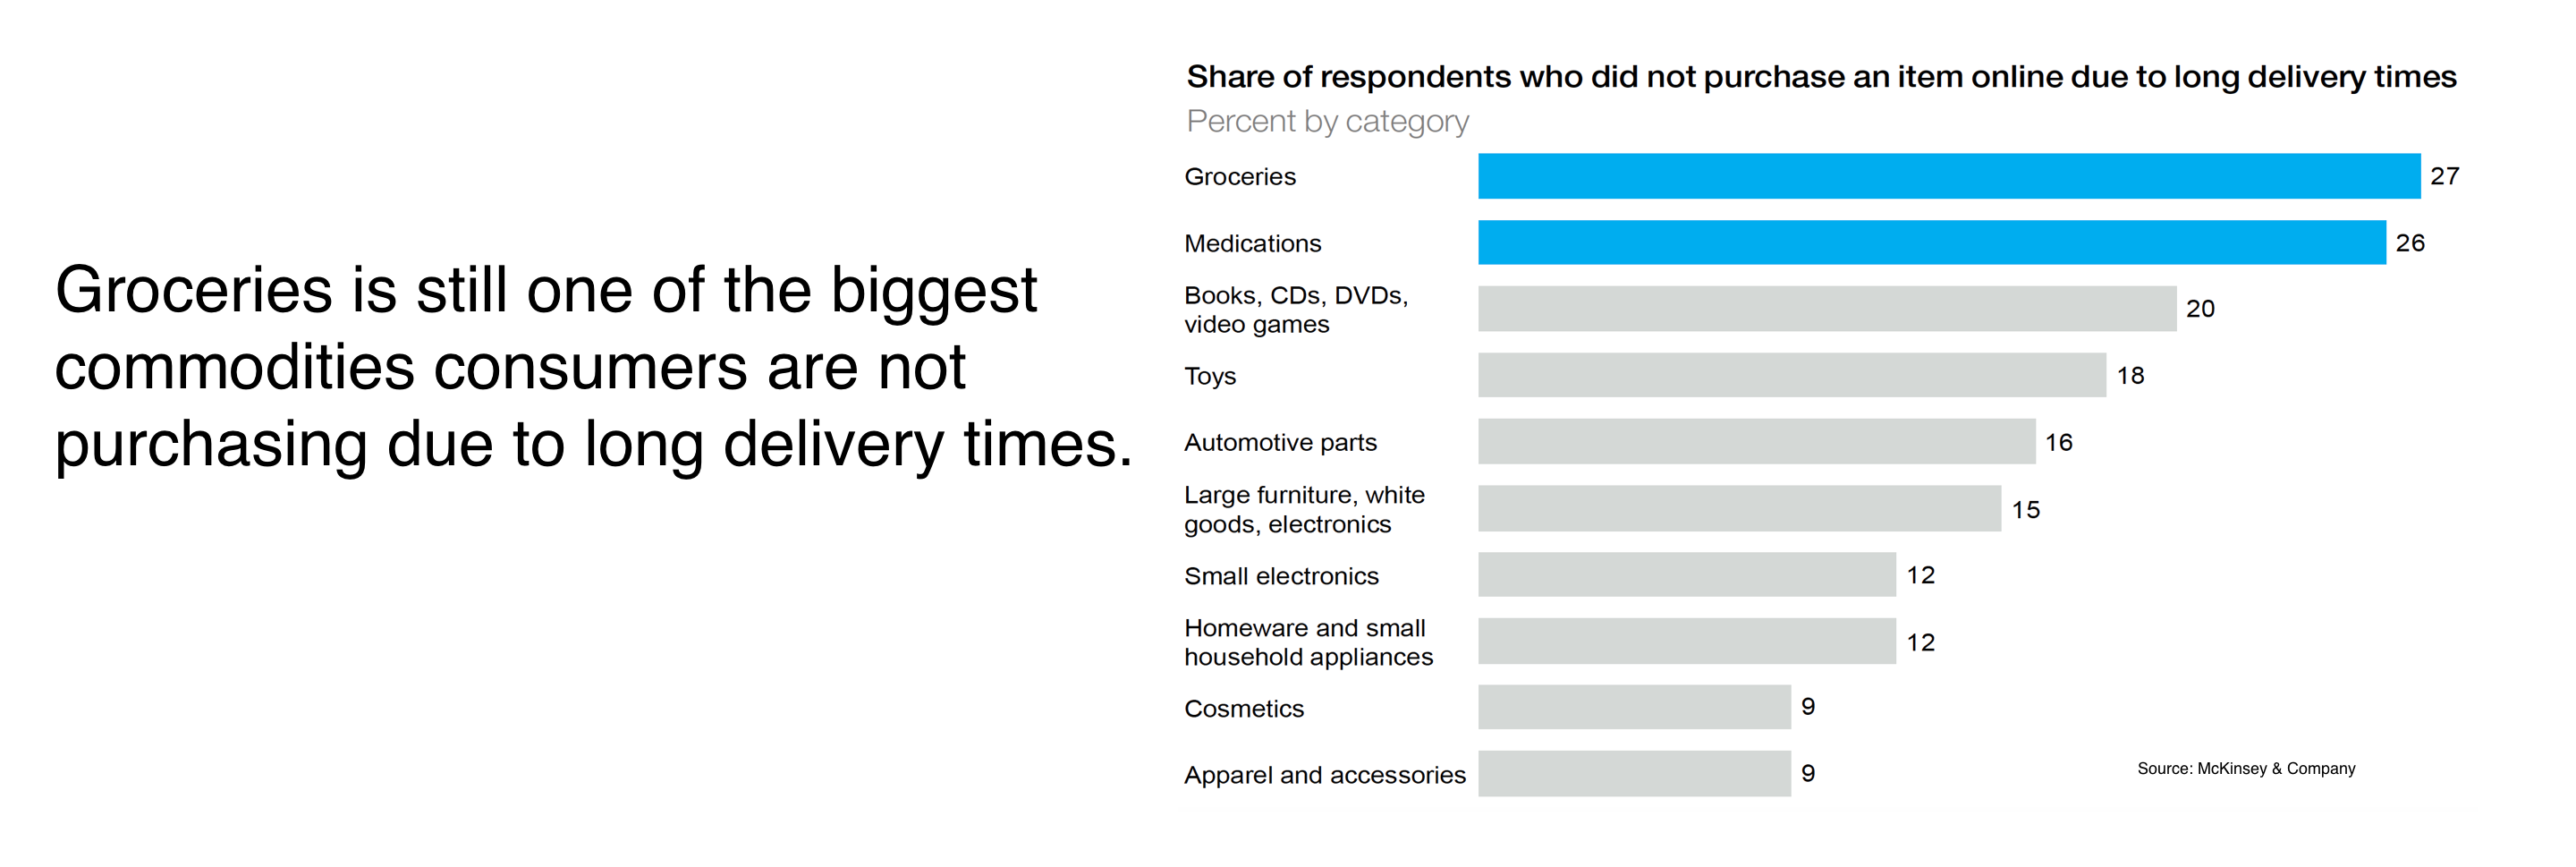 Groceries is still one of the biggest
commodities consumers are not
purchasing due to long delivery times.
Share of respondents who did not purchase an item online due to long delivery times
Percent by category
Groceries 27
Medications 26
Books, CDs, DVDs,
video games 20
Toys 18
Automotive parts 16
Large furniture, white
goods, electronics 15
Small electronics 12
Homeware and small
household appliances 12
Cosmetics 9
Apparel and accessories 9
Source: McKinsey & Company